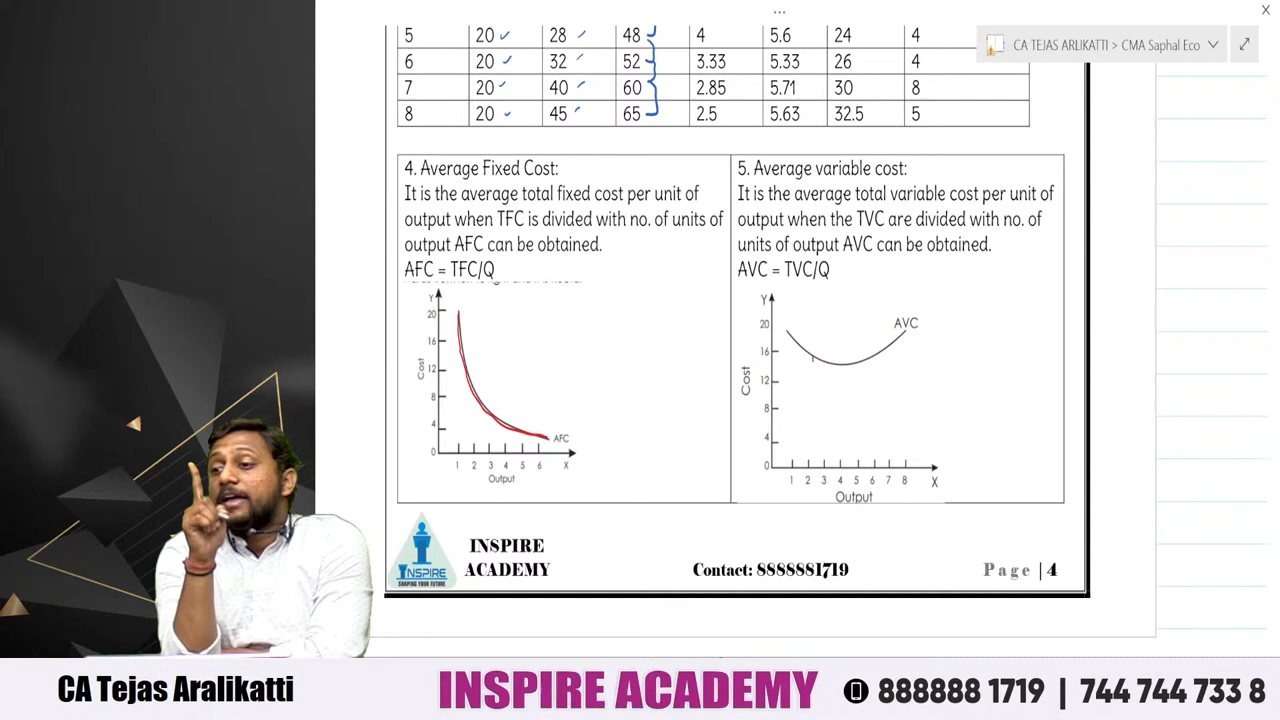 ...
X
CA TEJAS ARLIKATTI > CMA Saphal Eco
5 20 28 48 4 5.6 24 4
6 20 32 52 3.33 5.33 26 4
7 20 40 60 2.85 5.71 30 8
8 20 45 65 2.5 5.63 32.5 5
4. Average Fixed Cost:
It is the average total fixed cost per unit of
output when TFC is divided with no. of units of
output AFC can be obtained.
AFC = TFC/Q
Y
20
16
12
8
4
0
Cost
AFC
1 2 3 4 5 6 X
Output
5. Average variable cost:
It is the average total variable cost per unit of
output when the TVC are divided with no. of
units of output AVC can be obtained.
AVC = TVC/Q
Y
20
16
12
8
4
0
Cost
AVC
1 2 3 4 5 6 7 8 X
Output
INSPIRE
SHAPING YOUR FUTURE
INSPIRE
ACADEMY
Contact: 8888881719
Page | 4
CA Tejas Aralikatti
INSPIRE ACADEMY
888888 1719 | 744 744 733 8